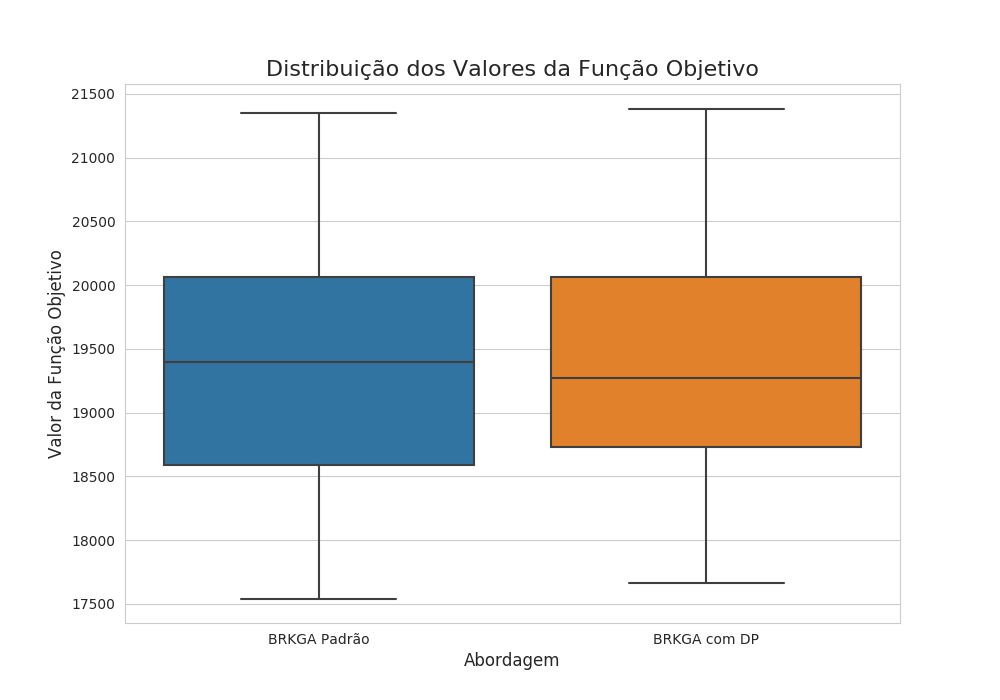 Distribuição dos Valores da Função Objetivo
Valor da Função Objetivo
21500
21000
20500
20000
19500
19000
18500
18000
17500
BRKGA Padrão
BRKGA com DP
Abordagem